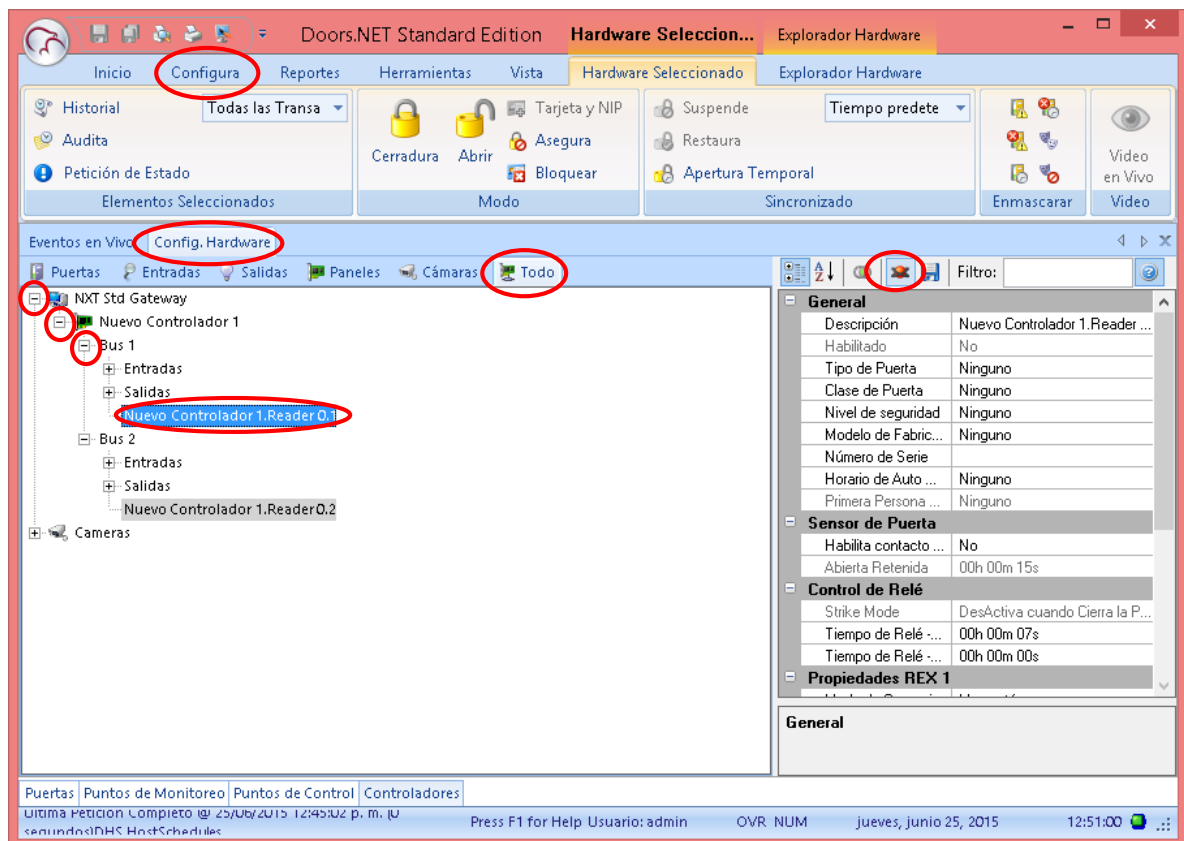 Doors.NET Standard Edition
Hardware Seleccion...
Explorador Hardware
Inicio
Configura
Reportes
Herramientas
Vista
Hardware Seleccionado
Explorador Hardware
Historial
Todas las Transa
Audita
Petición de Estado
Elementos Seleccionados
Cerradura
Abrir
Tarjeta y NIP
Asegura
Bloquear
Modo
Suspende
Tiempo predete
Restaura
Apertura Temporal
Sincronizado
Enmascarar
Video en Vivo
Video
Eventos en Vivo
Config. Hardware
Puertas
Entradas
Salidas
Paneles
Cámaras
Todo
NXT Std Gateway
Nuevo Controlador 1
Bus 1
Entradas
Salidas
Nuevo Controlador 1.Reader 0.1
Bus 2
Entradas
Salidas
Nuevo Controlador 1.Reader 0.2
Cameras
Filtro:
General
Descripción Nuevo Controlador 1.Reader ...
Habilitado No
Tipo de Puerta Ninguno
Clase de Puerta Ninguno
Nivel de seguridad Ninguno
Modelo de Fabric... Ninguno
Número de Serie
Horario de Auto ... Ninguno
Primera Persona ... Ninguno
Sensor de Puerta
Habilita contacto ... No
Abierta Retenida 00h 00m 15s
Control de Relé
Strike Mode DesActiva cuando Cierra la P...
Tiempo de Relé -... 00h 00m 07s
Tiempo de Relé -... 00h 00m 00s
Propiedades REX 1
General
Puertas
Puntos de Monitoreo
Puntos de Control
Controladores
Ultima Petición Completo @ 25/06/2015 12:45:02 p. m. (0
segundos)DHS HostSchedules
Press F1 for Help
Usuario: admin
OVR
NUM
jueves, junio 25, 2015
12:51:00